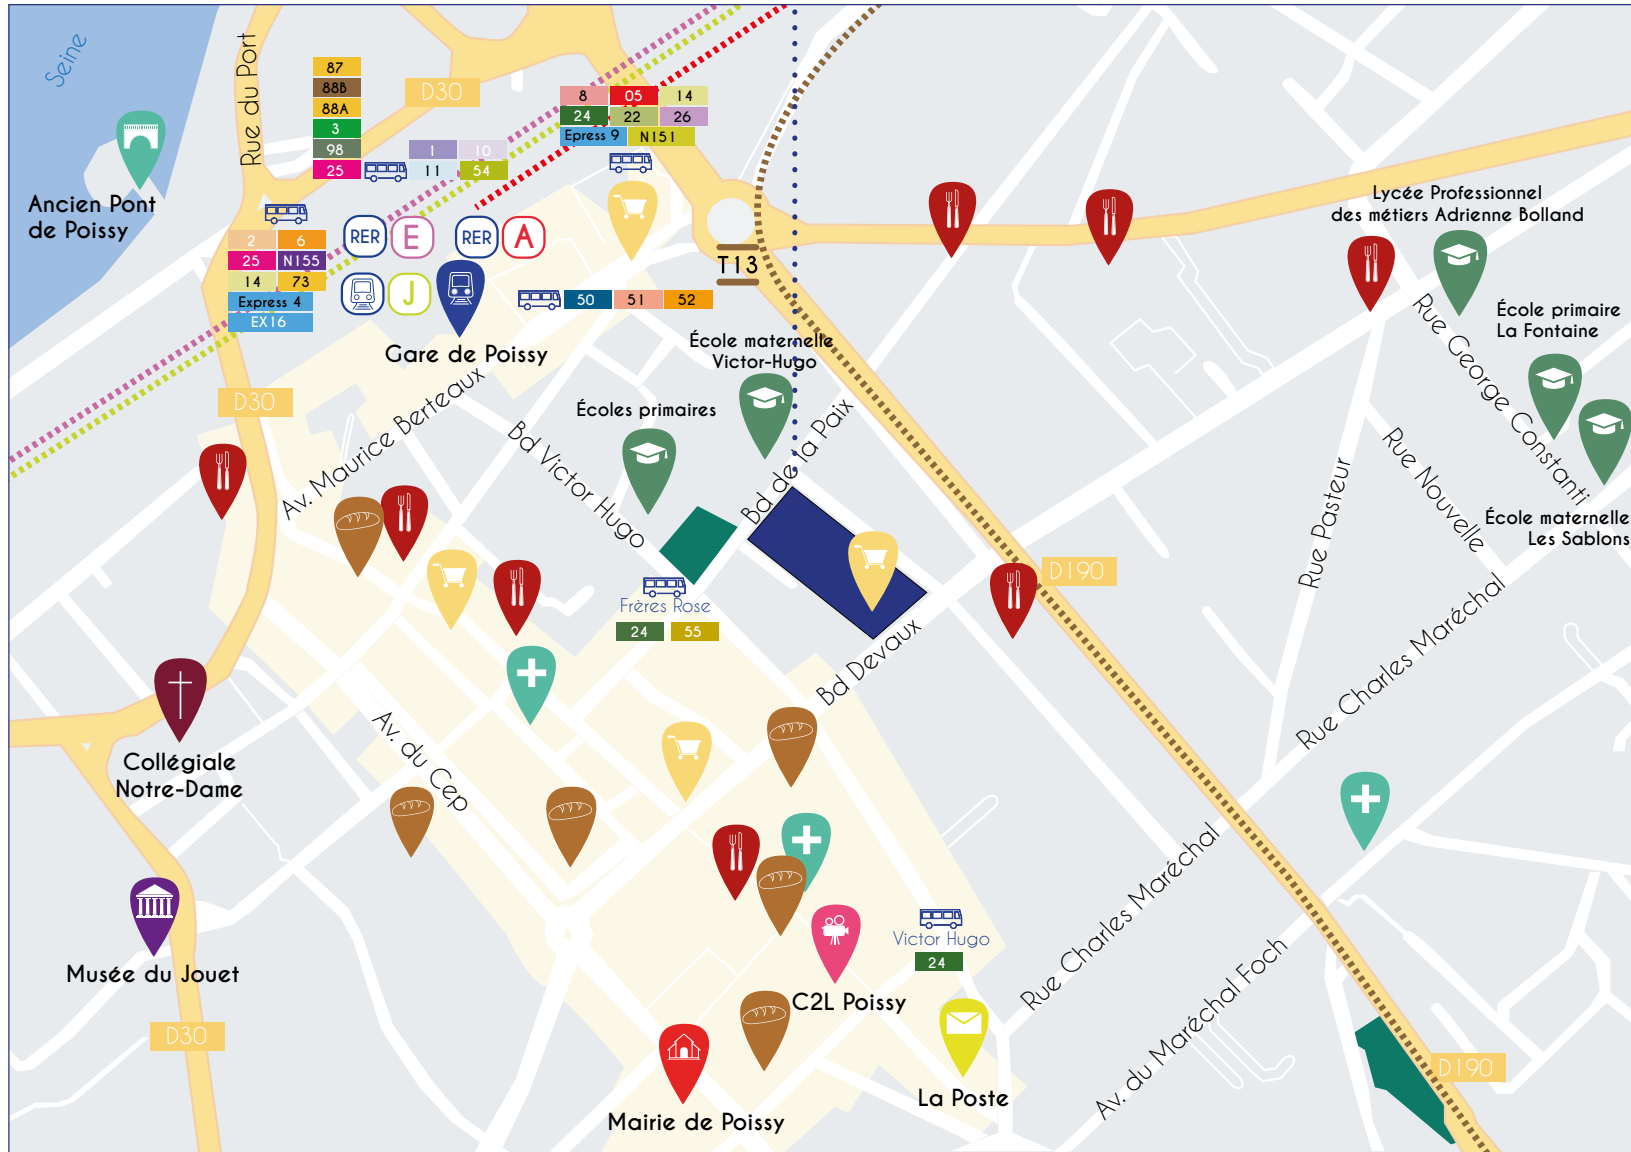 Seine
Rue du Port
87
88B
88A
3
98
25
D30
1
10
11
54
8
05
14
24
22
26
Epress 9
N151
Ancien Pont
de Poissy
2
6
25
N155
14
73
Express 4
EX16
RER
E
RER
A
J
Gare de Poissy
50
51
52
T13
Lycée Professionnel
des métiers Adrienne Bolland
École primaire
La Fontaine
Rue George Constanti
École maternelle
Les Sablons
École maternelle
Victor-Hugo
Écoles primaires
D30
Av. Maurice Berteaux
Bd Victor Hugo
Bd de la Paix
Rue Pasteur
Rue Nouvelle
D190
Frères Rose
24
55
Bd Devaux
Rue Charles Maréchal
Collégiale
Notre-Dame
Av. du Cep
Musée du Jouet
Victor Hugo
24
C2L Poissy
Rue Charles Maréchal
Av. du Maréchal Foch
D30
Mairie de Poissy
La Poste
D190